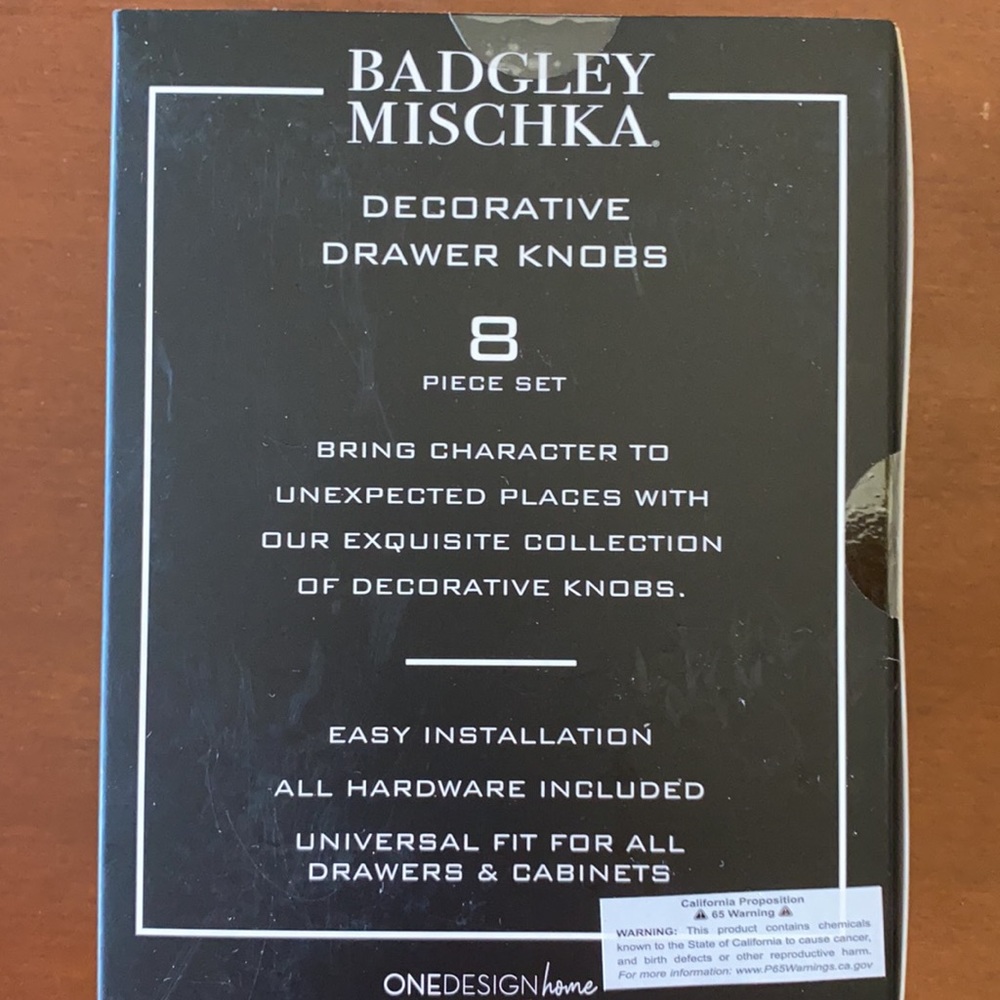 BADGLEY
MISCHKA®
DECORATIVE
DRAWER KNOBS
8
PIECE SET
BRING CHARACTER TO
UNEXPECTED PLACES WITH
OUR EXQUISITE COLLECTION
OF DECORATIVE KNOBS.
EASY INSTALLATION
ALL HARDWARE INCLUDED
UNIVERSAL FIT FOR ALL
DRAWERS & CABINETS
California Proposition
⚠ 65 Warning ⚠
WARNING: This product contains chemicals
known to the State of California to cause cancer,
and birth defects or other reproductive harm.
For more information: www.P65Warnings.ca.gov
ONEDESIGNhome